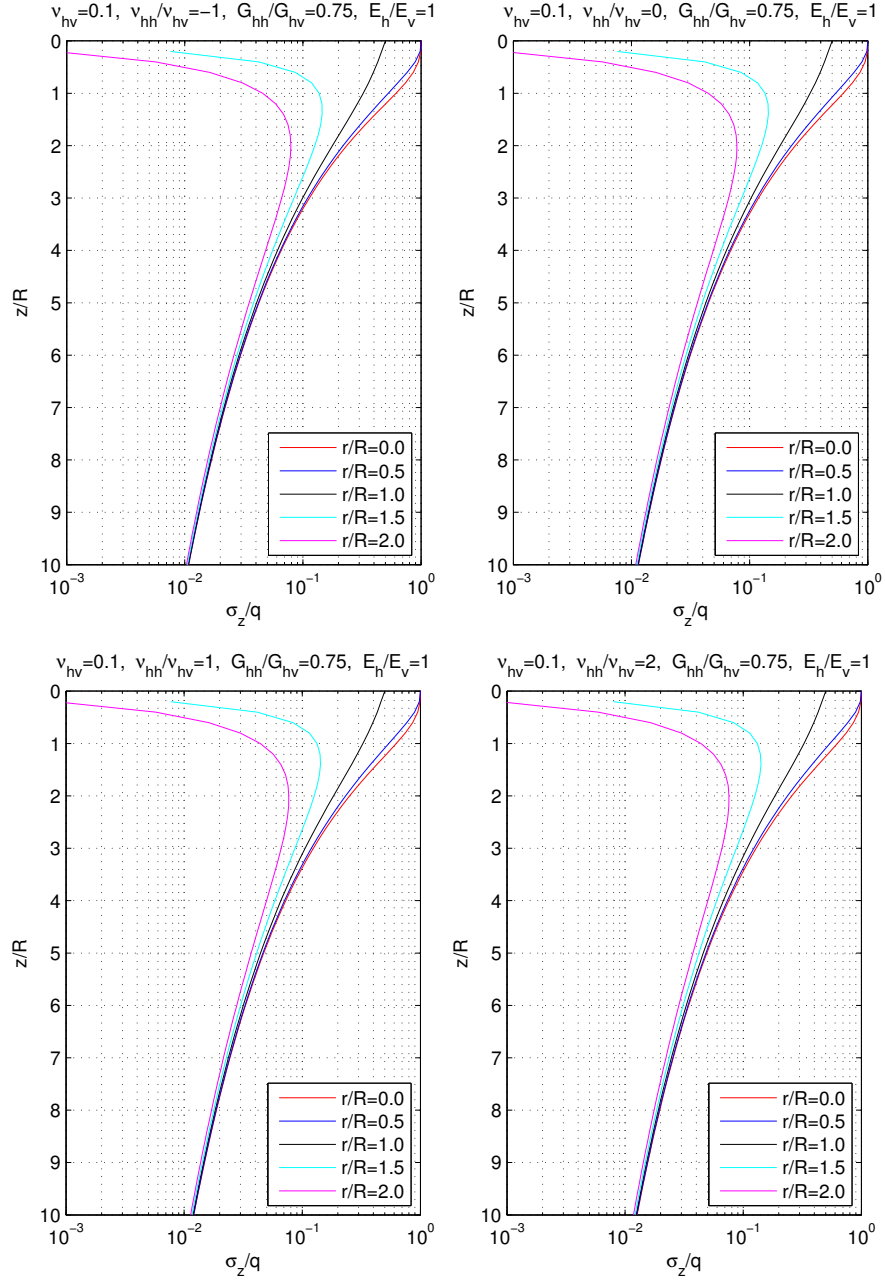 ν_hv=0.1, ν_hh/ν_hv=−1, G_hh/G_hv=0.75, E_h/E_v=1
0
1
2
3
4
5
6
7
8
9
10
z/R
10^−3
10^−2
10^−1
10^0
σ_z/q
r/R=0.0
r/R=0.5
r/R=1.0
r/R=1.5
r/R=2.0
ν_hv=0.1, ν_hh/ν_hv=0, G_hh/G_hv=0.75, E_h/E_v=1
0
1
2
3
4
5
6
7
8
9
10
z/R
10^−3
10^−2
10^−1
10^0
σ_z/q
r/R=0.0
r/R=0.5
r/R=1.0
r/R=1.5
r/R=2.0
ν_hv=0.1, ν_hh/ν_hv=1, G_hh/G_hv=0.75, E_h/E_v=1
0
1
2
3
4
5
6
7
8
9
10
z/R
10^−3
10^−2
10^−1
10^0
σ_z/q
r/R=0.0
r/R=0.5
r/R=1.0
r/R=1.5
r/R=2.0
ν_hv=0.1, ν_hh/ν_hv=2, G_hh/G_hv=0.75, E_h/E_v=1
0
1
2
3
4
5
6
7
8
9
10
z/R
10^−3
10^−2
10^−1
10^0
σ_z/q
r/R=0.0
r/R=0.5
r/R=1.0
r/R=1.5
r/R=2.0